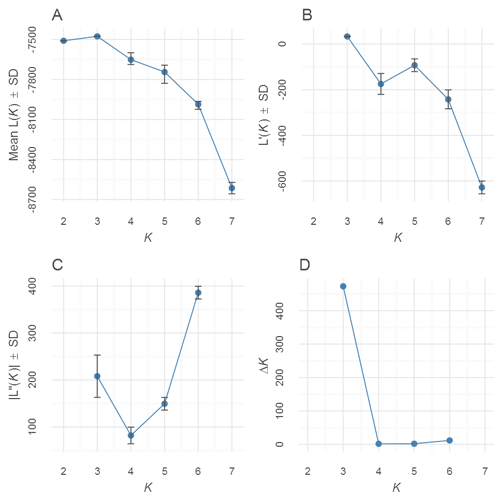 A
Mean L(K) ± SD
-7500
-7800
-8100
-8400
-8700
2 3 4 5 6 7
K
B
L'(K) ± SD
0
-200
-400
-600
2 3 4 5 6 7
K
C
|L"(K)| ± SD
400
300
200
100
2 3 4 5 6 7
K
D
ΔK
400
300
200
100
0
2 3 4 5 6 7
K